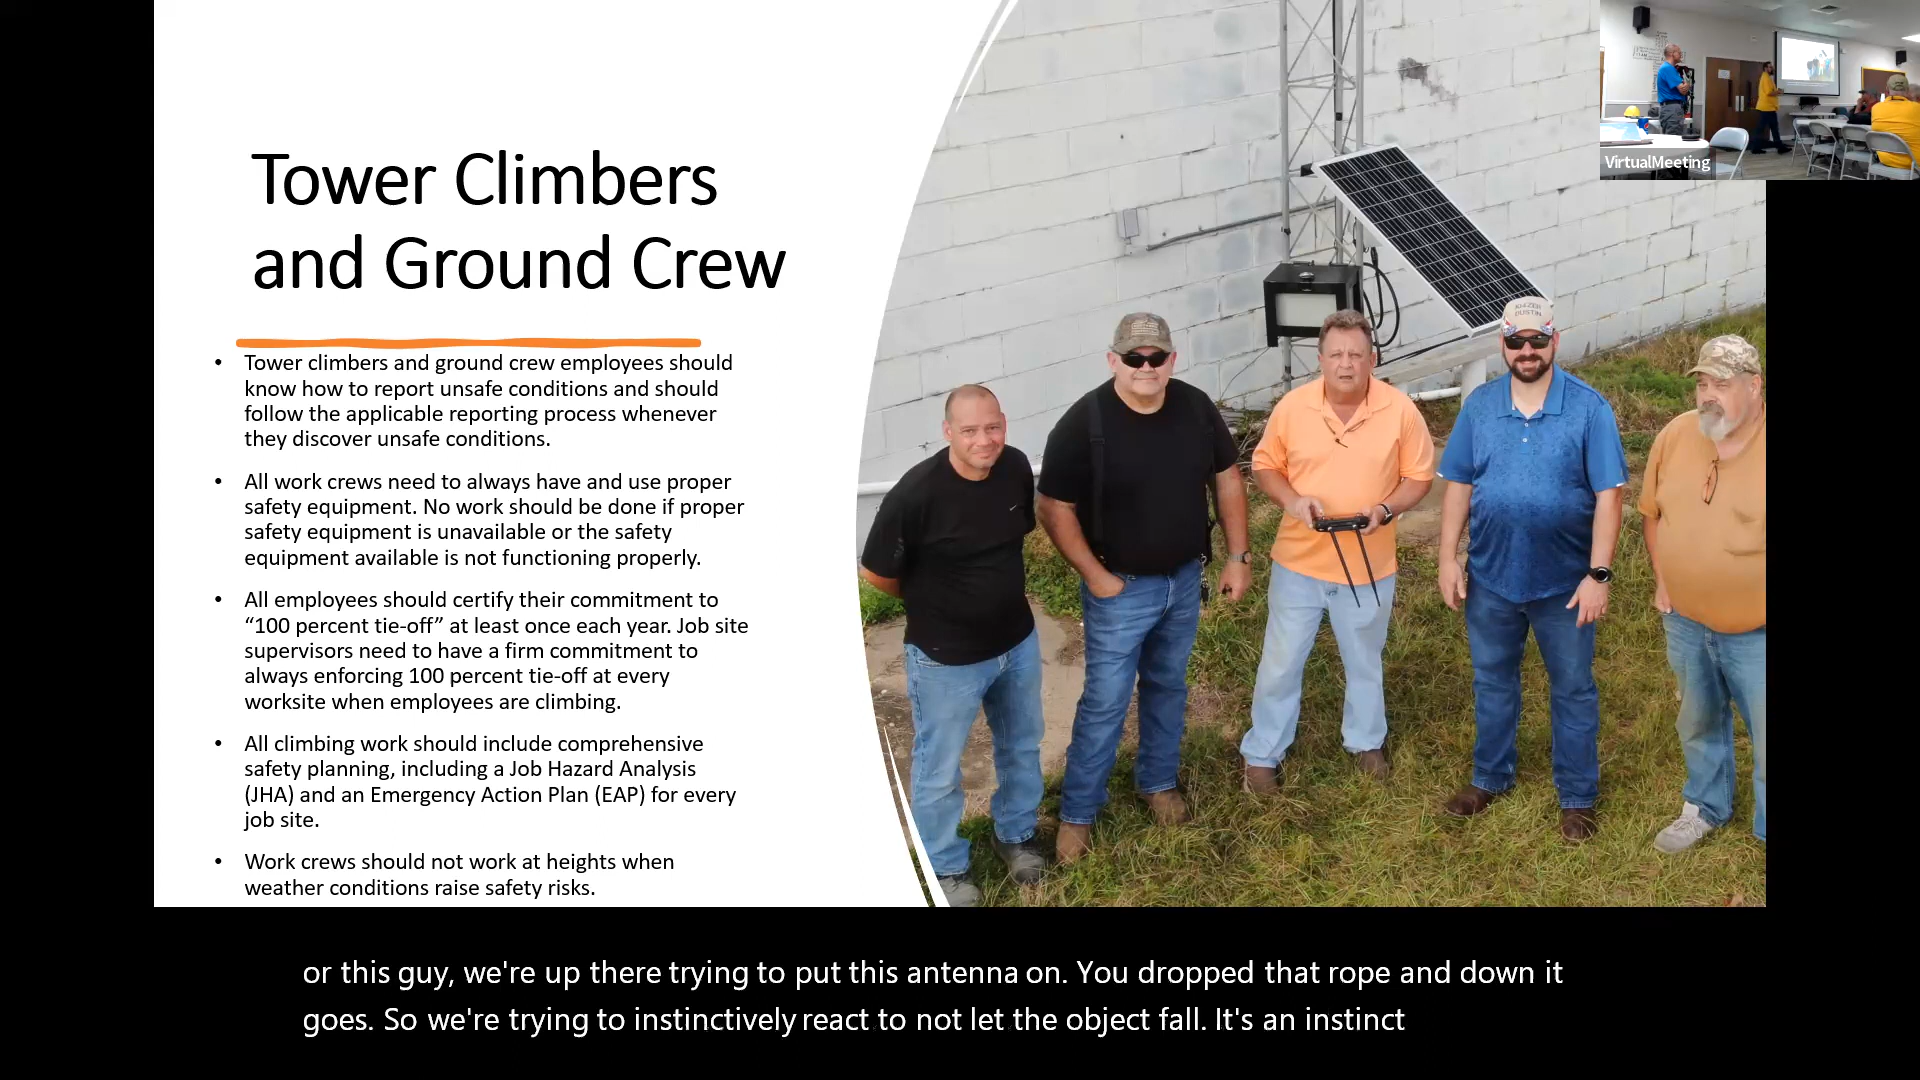 Tower Climbers
and Ground Crew
• Tower climbers and ground crew employees should
know how to report unsafe conditions and should
follow the applicable reporting process whenever
they discover unsafe conditions.
• All work crews need to always have and use proper
safety equipment. No work should be done if proper
safety equipment is unavailable or the safety
equipment available is not functioning properly.
• All employees should certify their commitment to
“100 percent tie-off” at least once each year. Job site
supervisors need to have a firm commitment to
always enforcing 100 percent tie-off at every
worksite when employees are climbing.
• All climbing work should include comprehensive
safety planning, including a Job Hazard Analysis
(JHA) and an Emergency Action Plan (EAP) for every
job site.
• Work crews should not work at heights when
weather conditions raise safety risks.
VirtualMeeting
or this guy, we're up there trying to put this antenna on. You dropped that rope and down it
goes. So we're trying to instinctively react to not let the object fall. It's an instinct